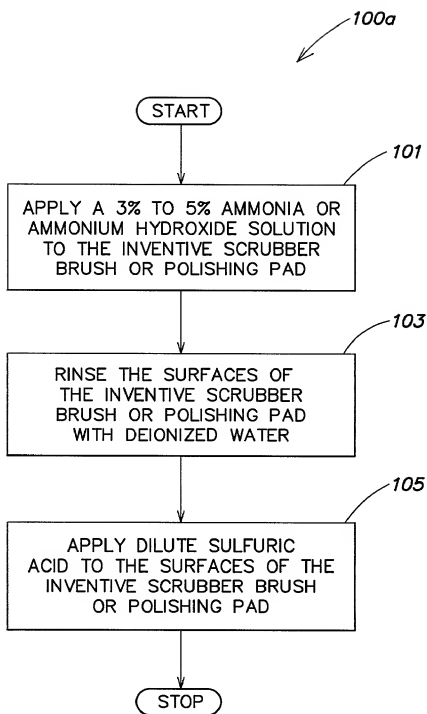 100a
START
101
APPLY A 3% TO 5% AMMONIA OR
AMMONIUM HYDROXIDE SOLUTION
TO THE INVENTIVE SCRUBBER
BRUSH OR POLISHING PAD
103
RINSE THE SURFACES OF
THE INVENTIVE SCRUBBER
BRUSH OR POLISHING PAD
WITH DEIONIZED WATER
105
APPLY DILUTE SULFURIC
ACID TO THE SURFACES OF THE
INVENTIVE SCRUBBER BRUSH
OR POLISHING PAD
STOP